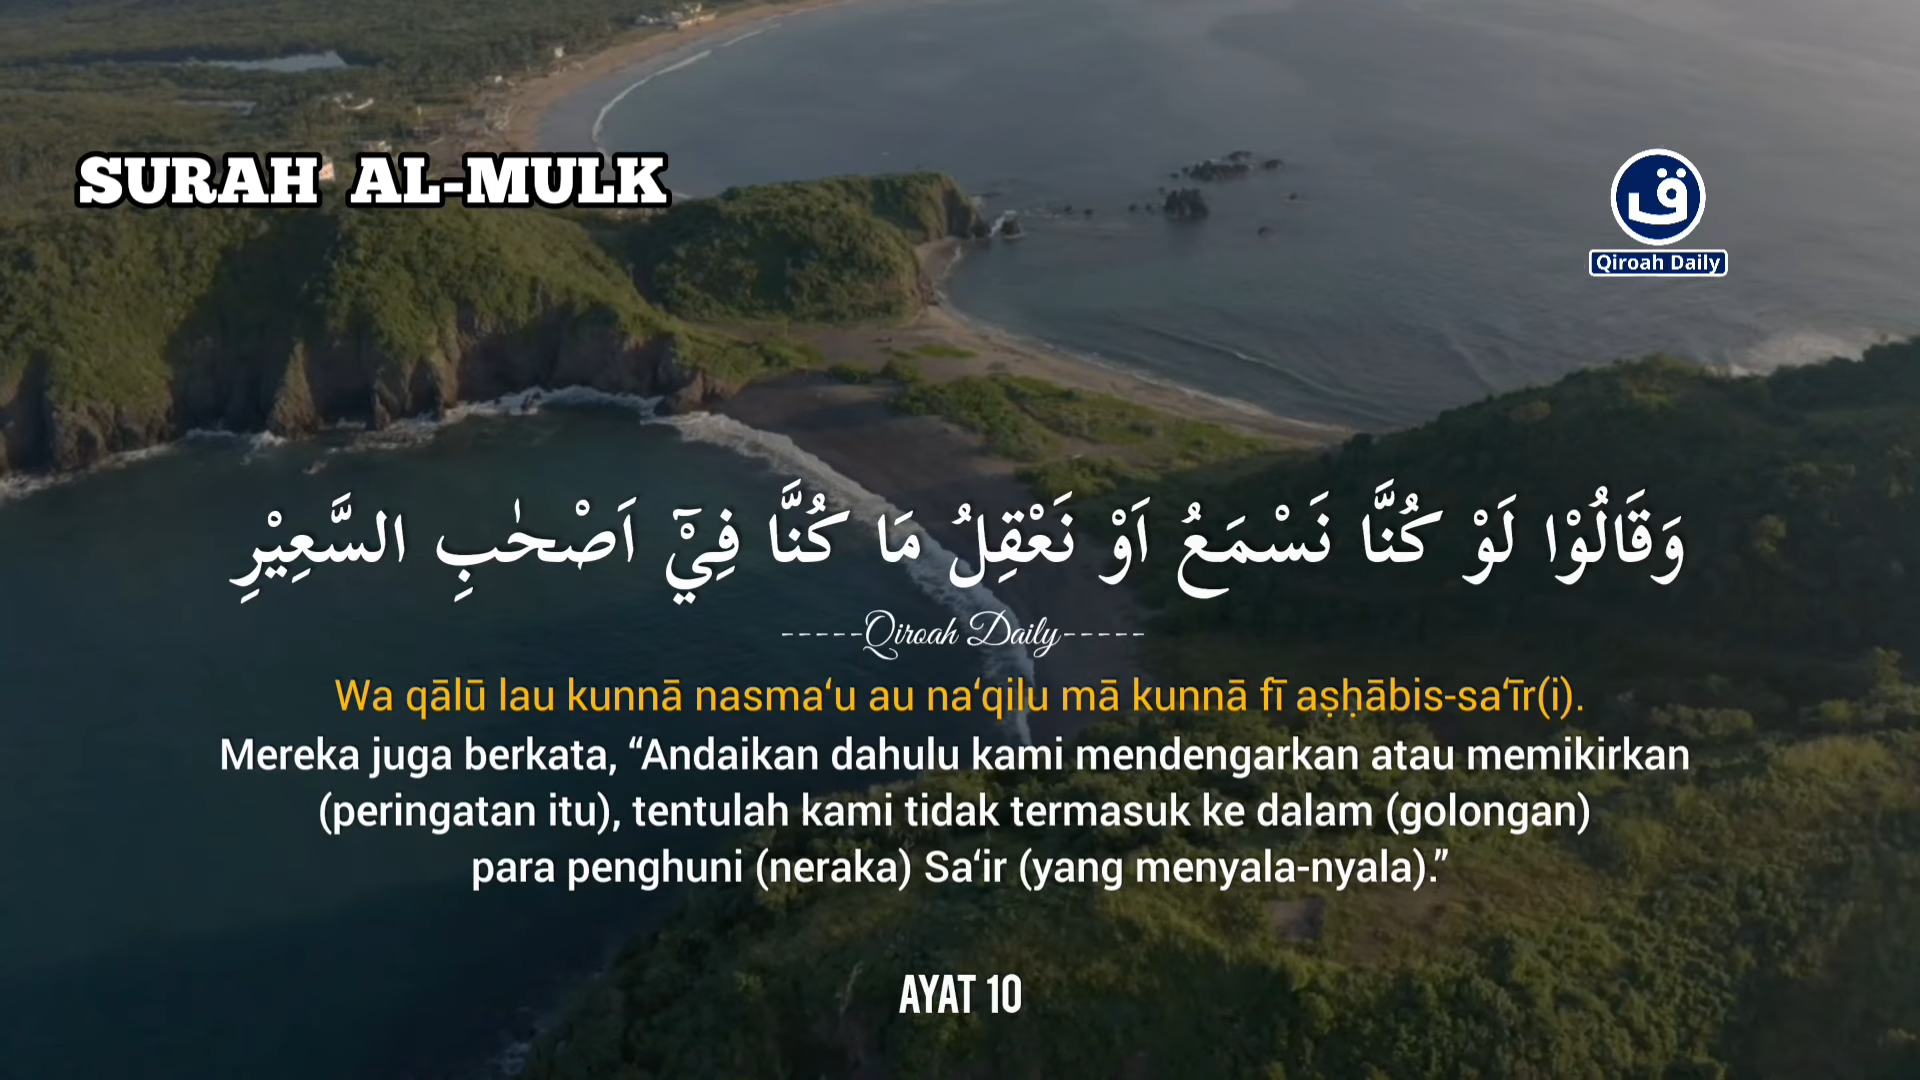 SURAH AL-MULK
ق
Qiroah Daily
وَقَالُوْا لَوْ كُنَّا نَسْمَعُ اَوْ نَعْقِلُ مَا كُنَّا فِيْٓ اَصْحٰبِ السَّعِيْرِ
-----Qiroah Daily-----
Wa qālū lau kunnā nasma‘u au na‘qilu mā kunnā fī aṣḥābis-sa‘īr(i).
Mereka juga berkata, “Andaikan dahulu kami mendengarkan atau memikirkan
(peringatan itu), tentulah kami tidak termasuk ke dalam (golongan)
para penghuni (neraka) Sa‘ir (yang menyala-nyala).”
AYAT 10